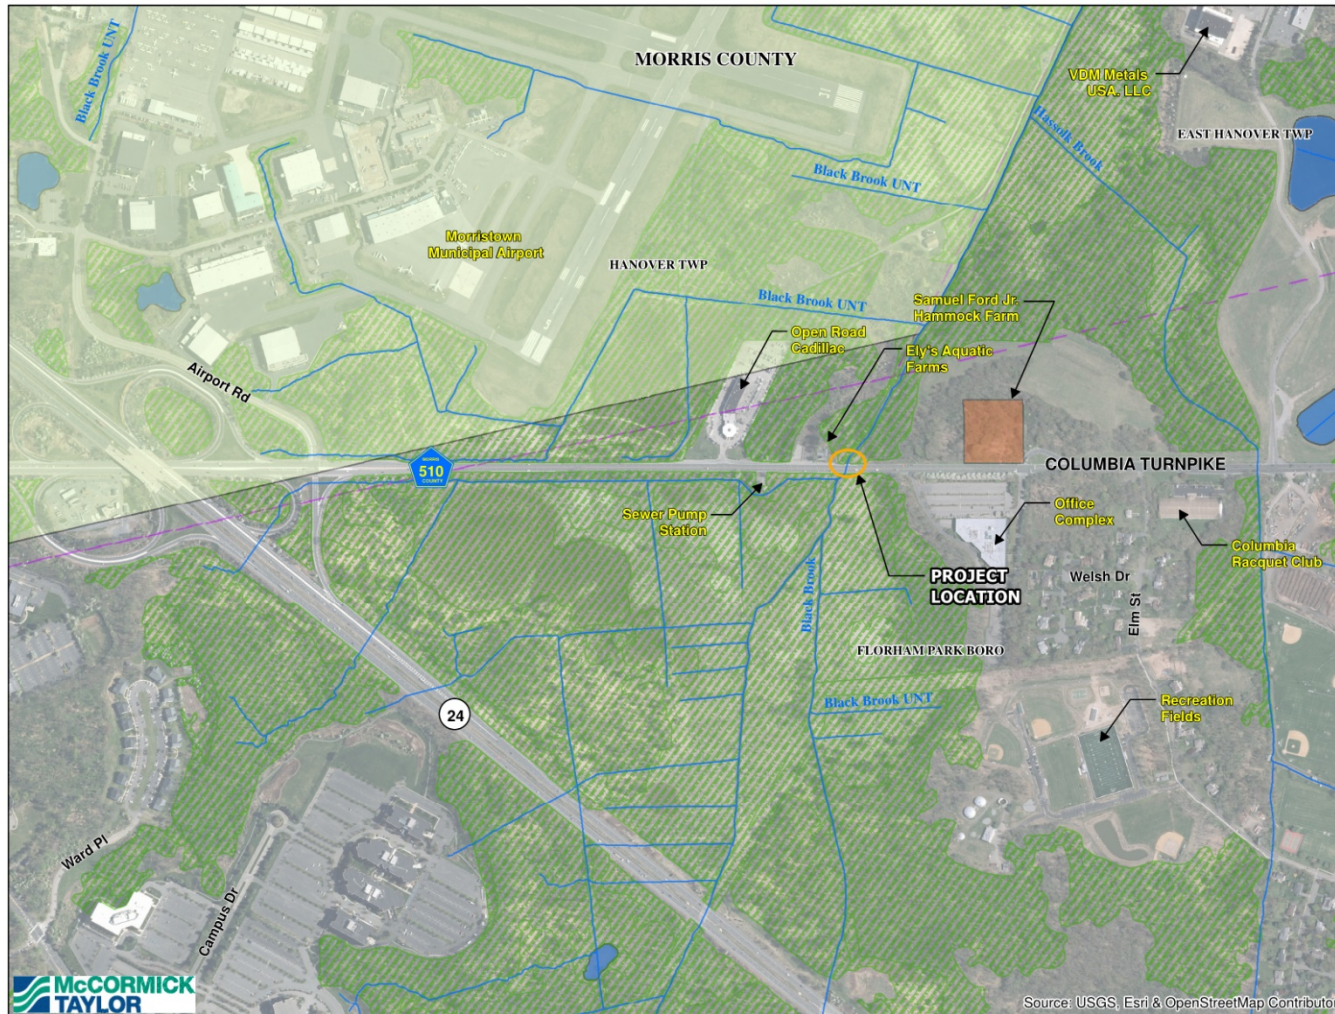 Black Brook UNT
MORRIS COUNTY
VDM Metals
USA, LLC
Hassolk Brook
EAST HANOVER TWP
Black Brook UNT
Morristown
Municipal Airport
HANOVER TWP
Black Brook UNT
Samuel Ford Jr.
Hammock Farm
Open Road
Cadillac
Ely's Aquatic
Farms
Airport Rd
5
MORRIS
510
COUNTY
COLUMBIA TURNPIKE
Sewer Pump
Station
Office
Complex
Columbia
Racquet Club
PROJECT
LOCATION
Welsh Dr
Elm St
Black Brook
FLORHAM PARK BORO
Black Brook UNT
Recreation
Fields
24
Ward Pl
Campus Dr
McCORMICK
TAYLOR
Source: USGS, Esri & OpenStreetMap Contributor